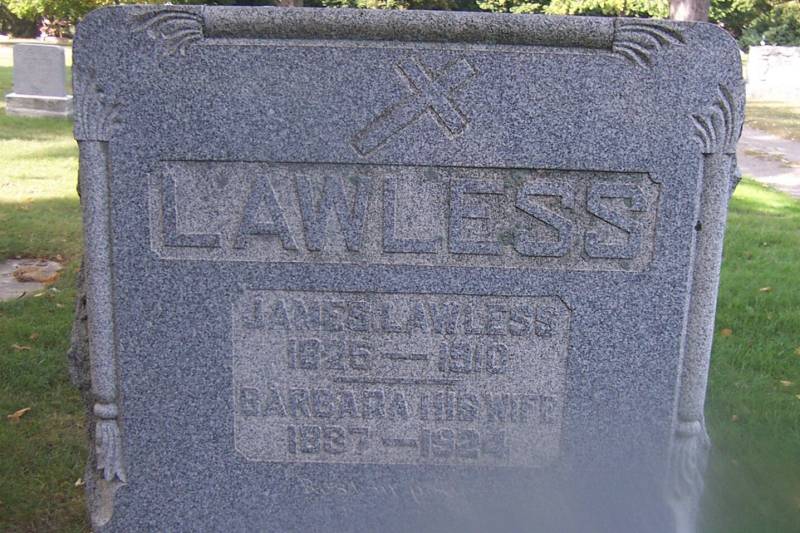 LAWLESS
JAMES LAWLESS
1826 — 1910
BARBARA HIS WIFE
1837 — 1924